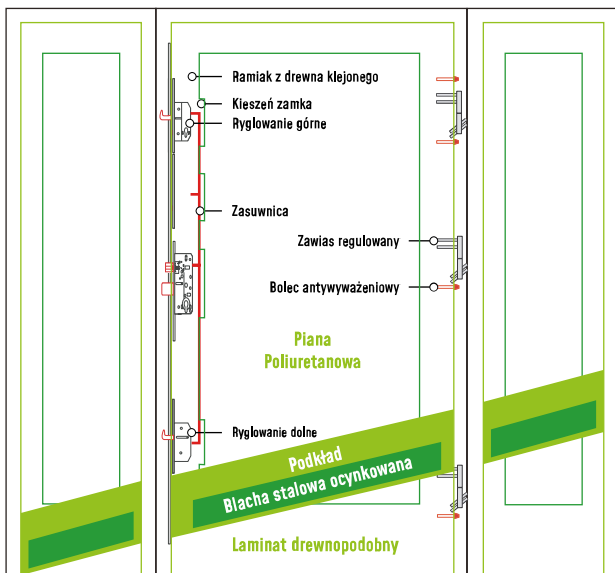 Ramiak z drewna klejonego
Kieszeń zamka
Ryglowanie górne
Zasuwnica
Zawias regulowany
Bolec antywyważeniowy
Piana
Poliuretanowa
Ryglowanie dolne
Podkład
Blacha stalowa ocynkowana
Laminat drewnopodobny